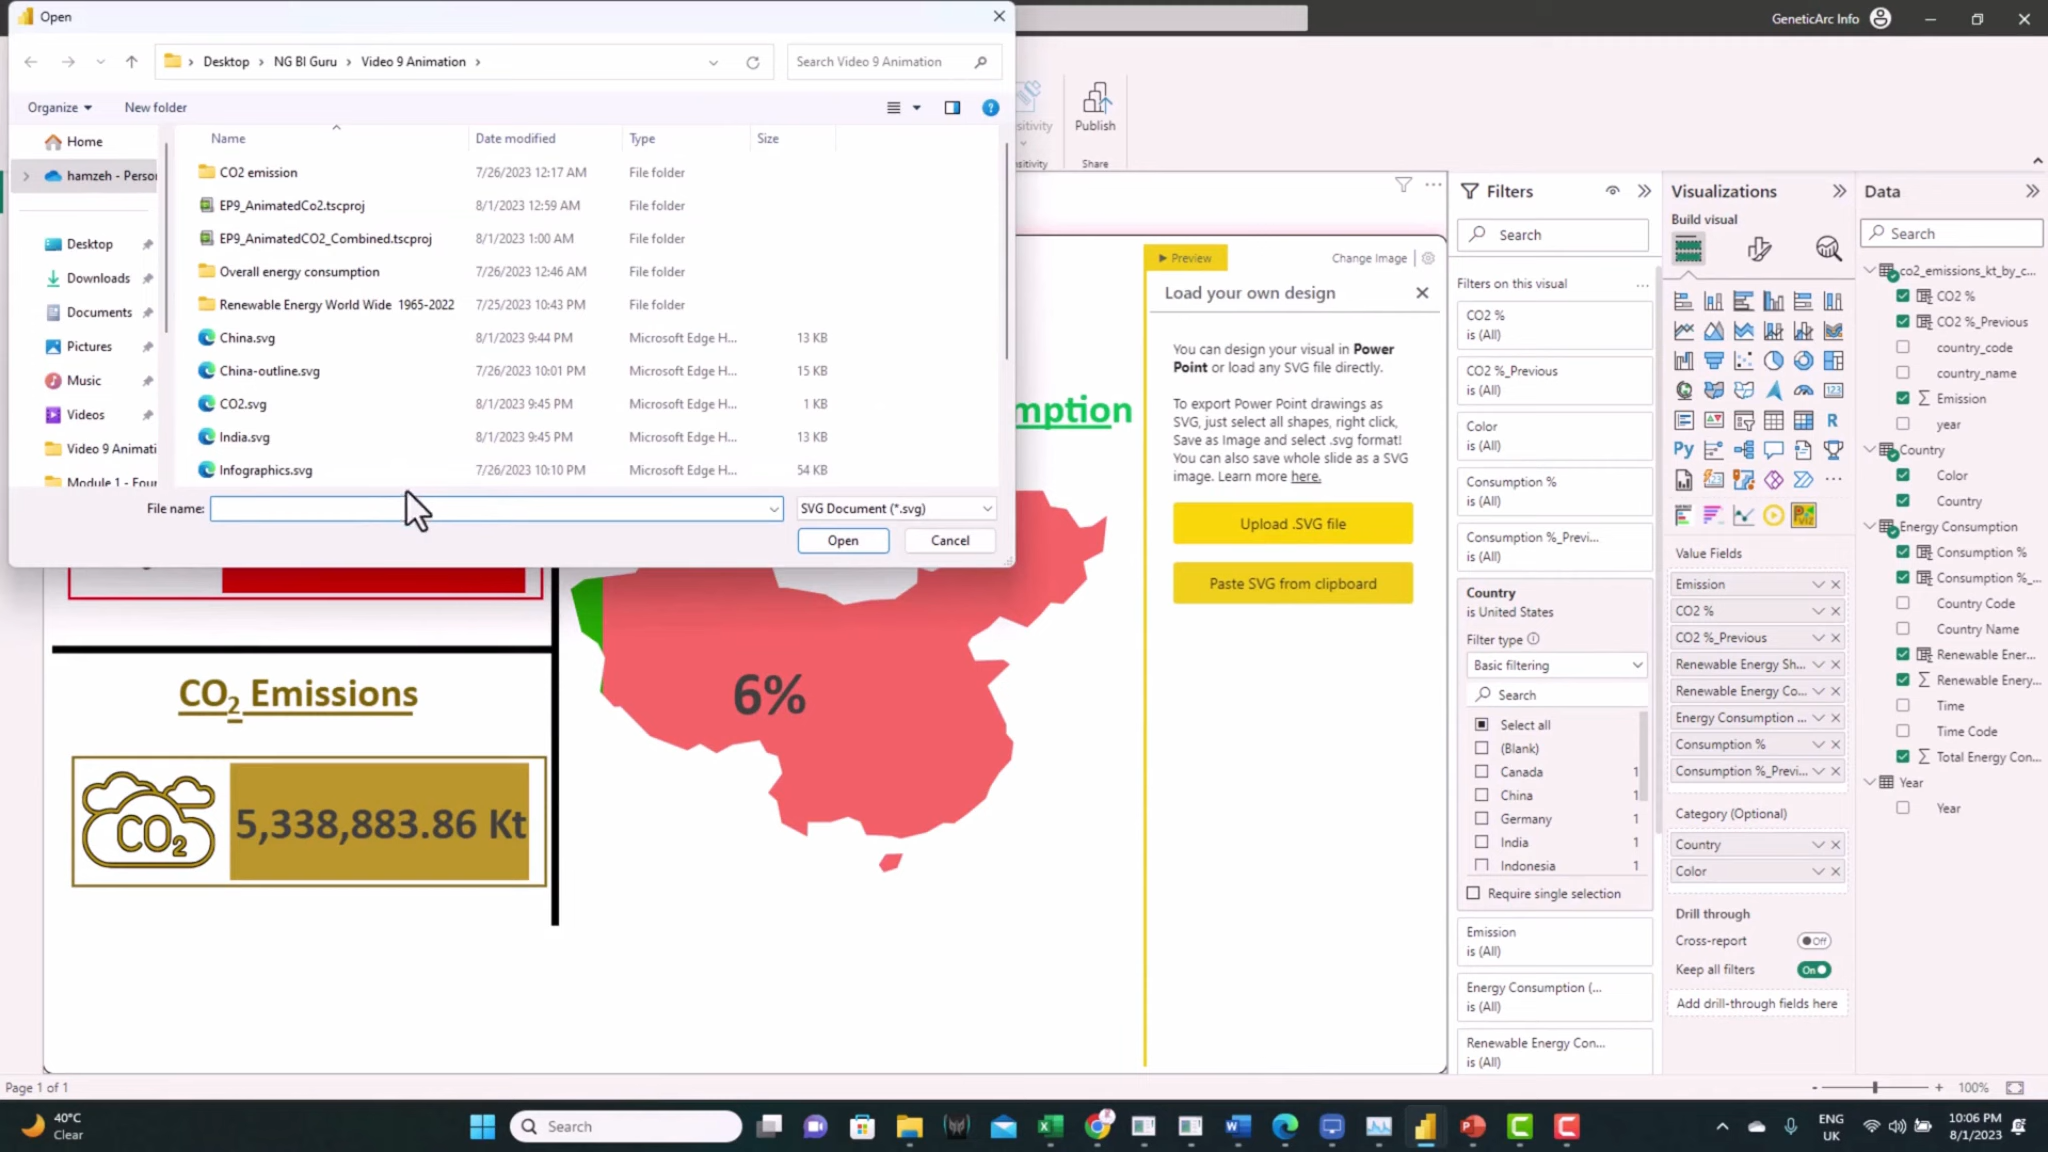 Open
GeneticArc Info
Desktop > NG BI Guru > Video 9 Animation >
Search Video 9 Animation
Organize
New folder
Name
Date modified
Type
Size
Home
hamzeh - Perso
Desktop
Downloads
Documents
Pictures
Music
Videos
Video 9 Animati
Module 1 - Four
CO2 emission 7/26/2023 12:17 AM File folder
EP9_AnimatedCo2.tscproj 8/1/2023 12:59 AM File folder
EP9_AnimatedCO2_Combined.tscproj 8/1/2023 1:00 AM File folder
Overall energy consumption 7/26/2023 12:46 AM File folder
Renewable Energy World Wide 1965-2022 7/25/2023 10:43 PM File folder
China.svg 8/1/2023 9:44 PM Microsoft Edge H... 13 KB
China-outline.svg 7/26/2023 10:01 PM Microsoft Edge H... 15 KB
CO2.svg 8/1/2023 9:45 PM Microsoft Edge H... 1 KB
India.svg 8/1/2023 9:45 PM Microsoft Edge H... 13 KB
Infographics.svg 7/26/2023 10:10 PM Microsoft Edge H... 54 KB
File name:
SVG Document (*.svg)
Open
Cancel
sitivity
Publish
sitivity
Share
mption
CO2 Emissions
CO2
5,338,883.86 Kt
6%
Preview
Change Image
Load your own design
You can design your visual in Power
Point or load any SVG file directly.
To export Power Point drawings as
SVG, just select all shapes, right click,
Save as Image and select .svg format!
You can also save whole slide as a SVG
image. Learn more here.
Upload .SVG file
Paste SVG from clipboard
Filters
Search
Filters on this visual
CO2 %
is (All)
CO2 %_Previous
is (All)
Color
is (All)
Consumption %
is (All)
Consumption %_Previ...
is (All)
Country
is United States
Filter type
Basic filtering
Search
Select all
(Blank)
Canada 1
China 1
Germany 1
India 1
Indonesia 1
Require single selection
Emission
is (All)
Energy Consumption (...
is (All)
Renewable Energy Con...
is (All)
Visualizations
Build visual
R
Py
123
Value Fields
Emission
CO2 %
CO2 %_Previous
Renewable Energy Sh...
Renewable Energy Co...
Energy Consumption ...
Consumption %
Consumption %_Previ...
Category (Optional)
Country
Color
Drill through
Cross-report
Off
Keep all filters
On
Add drill-through fields here
Data
Search
co2_emissions_kt_by_c...
CO2 %
CO2 %_Previous
country_code
country_name
Emission
year
Country
Color
Country
Energy Consumption
Consumption %
Consumption %_...
Country Code
Country Name
Renewable Ener...
Renewable Enery...
Time
Time Code
Total Energy Con...
Year
Year
Page 1 of 1
- + 100%
40°C
Clear
Search
ENG
UK
10:06 PM
8/1/2023